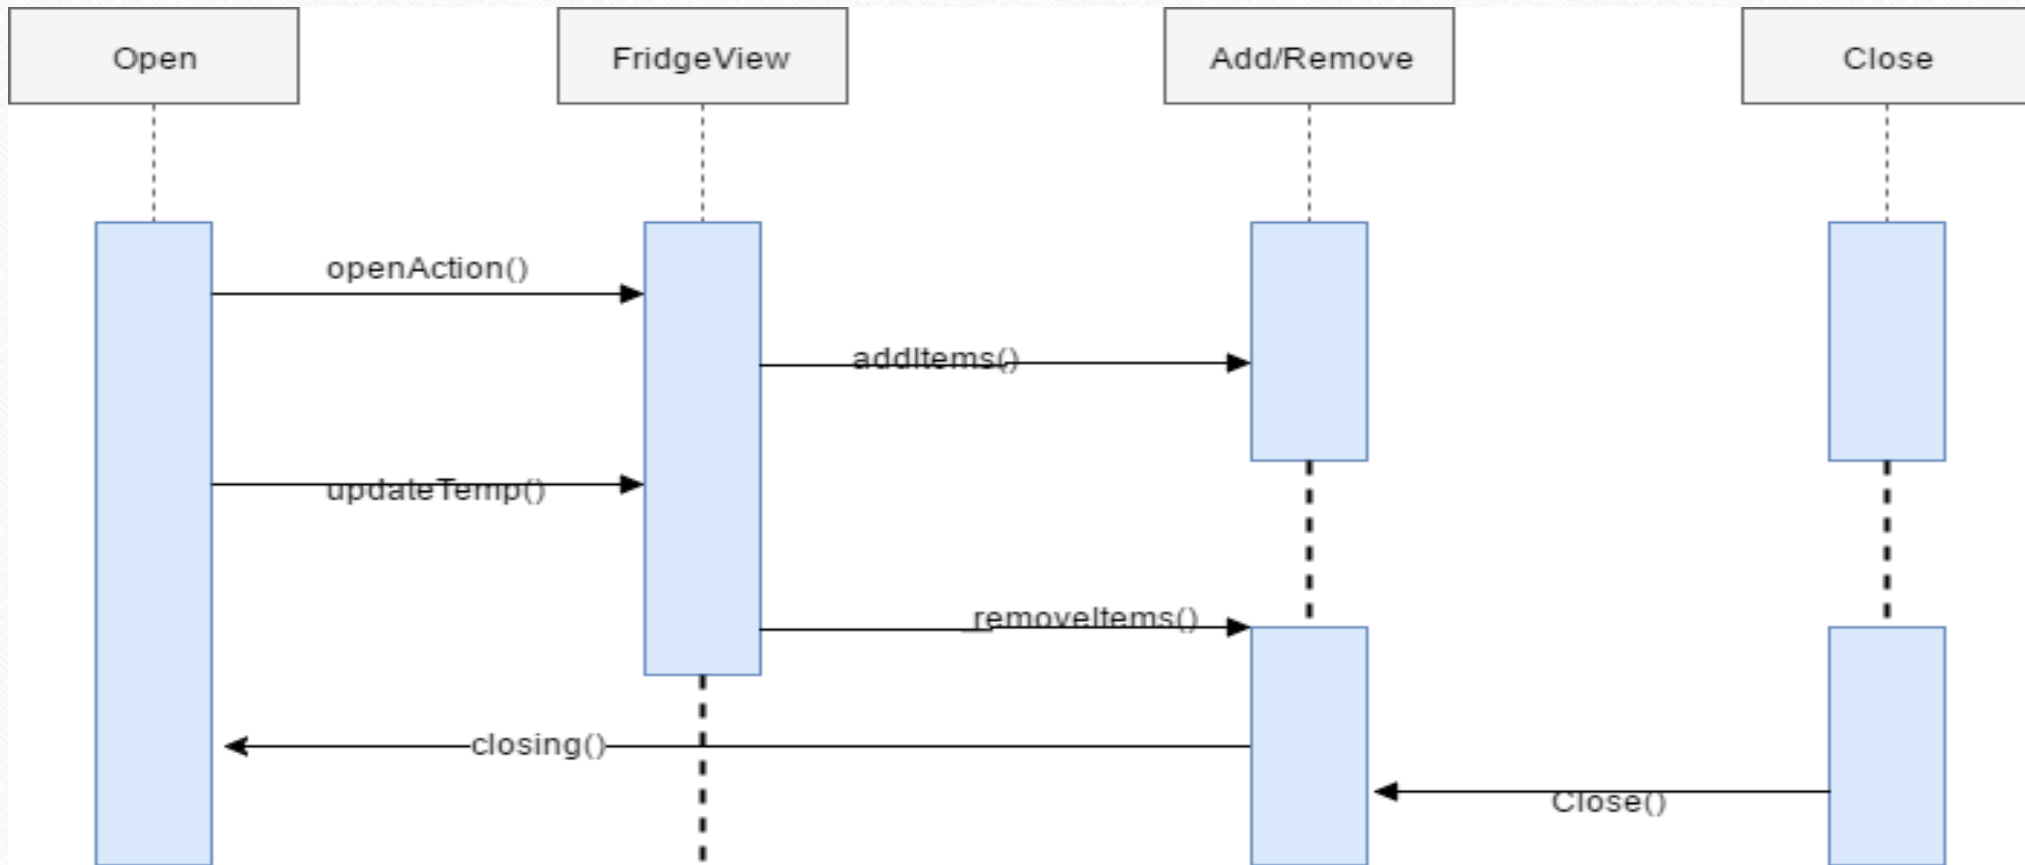 Open
FridgeView
Add/Remove
Close
openAction()
addItems()
updateTemp()
removeItems()
closing()
Close()